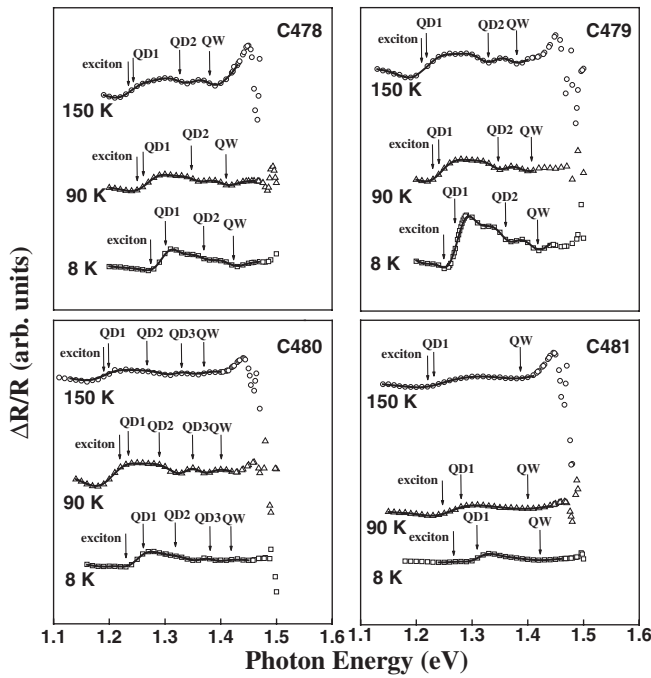 C478
QD2
QW
QD1
exciton
150 K
QW
QD2
QD1
exciton
90 K
QD1
QD2
QW
exciton
8 K
C479
QD2
QW
QD1
exciton
150 K
QD2
QW
QD1
exciton
90 K
QD1
QD2
QW
exciton
8 K
C480
QD1
QD2
QD3
QW
exciton
150 K
QD1
QD2
QD3QW
exciton
90 K
QD1
QD2
QD3
QW
exciton
8 K
C481
QD1
QW
exciton
150 K
QD1
QW
exciton
90 K
QD1
QW
exciton
8 K
ΔR/R (arb. units)
1.1 1.2 1.3 1.4 1.5 1.6 1.2 1.3 1.4 1.5 1.6
Photon Energy (eV)